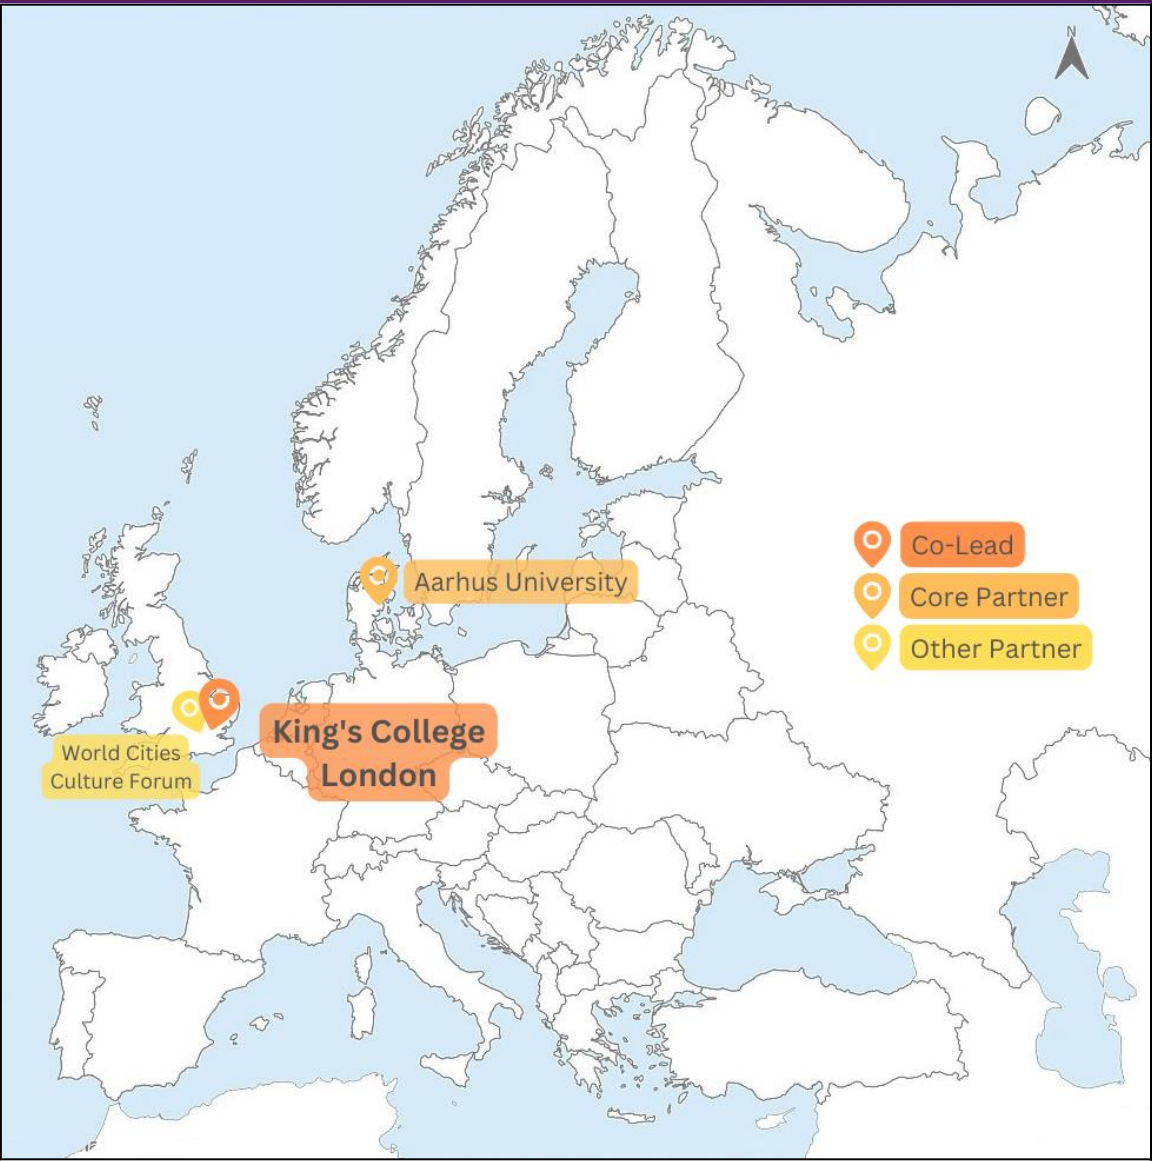 N
Co-Lead
Aarhus University
Core Partner
Other Partner
King's College
London
World Cities
Culture Forum